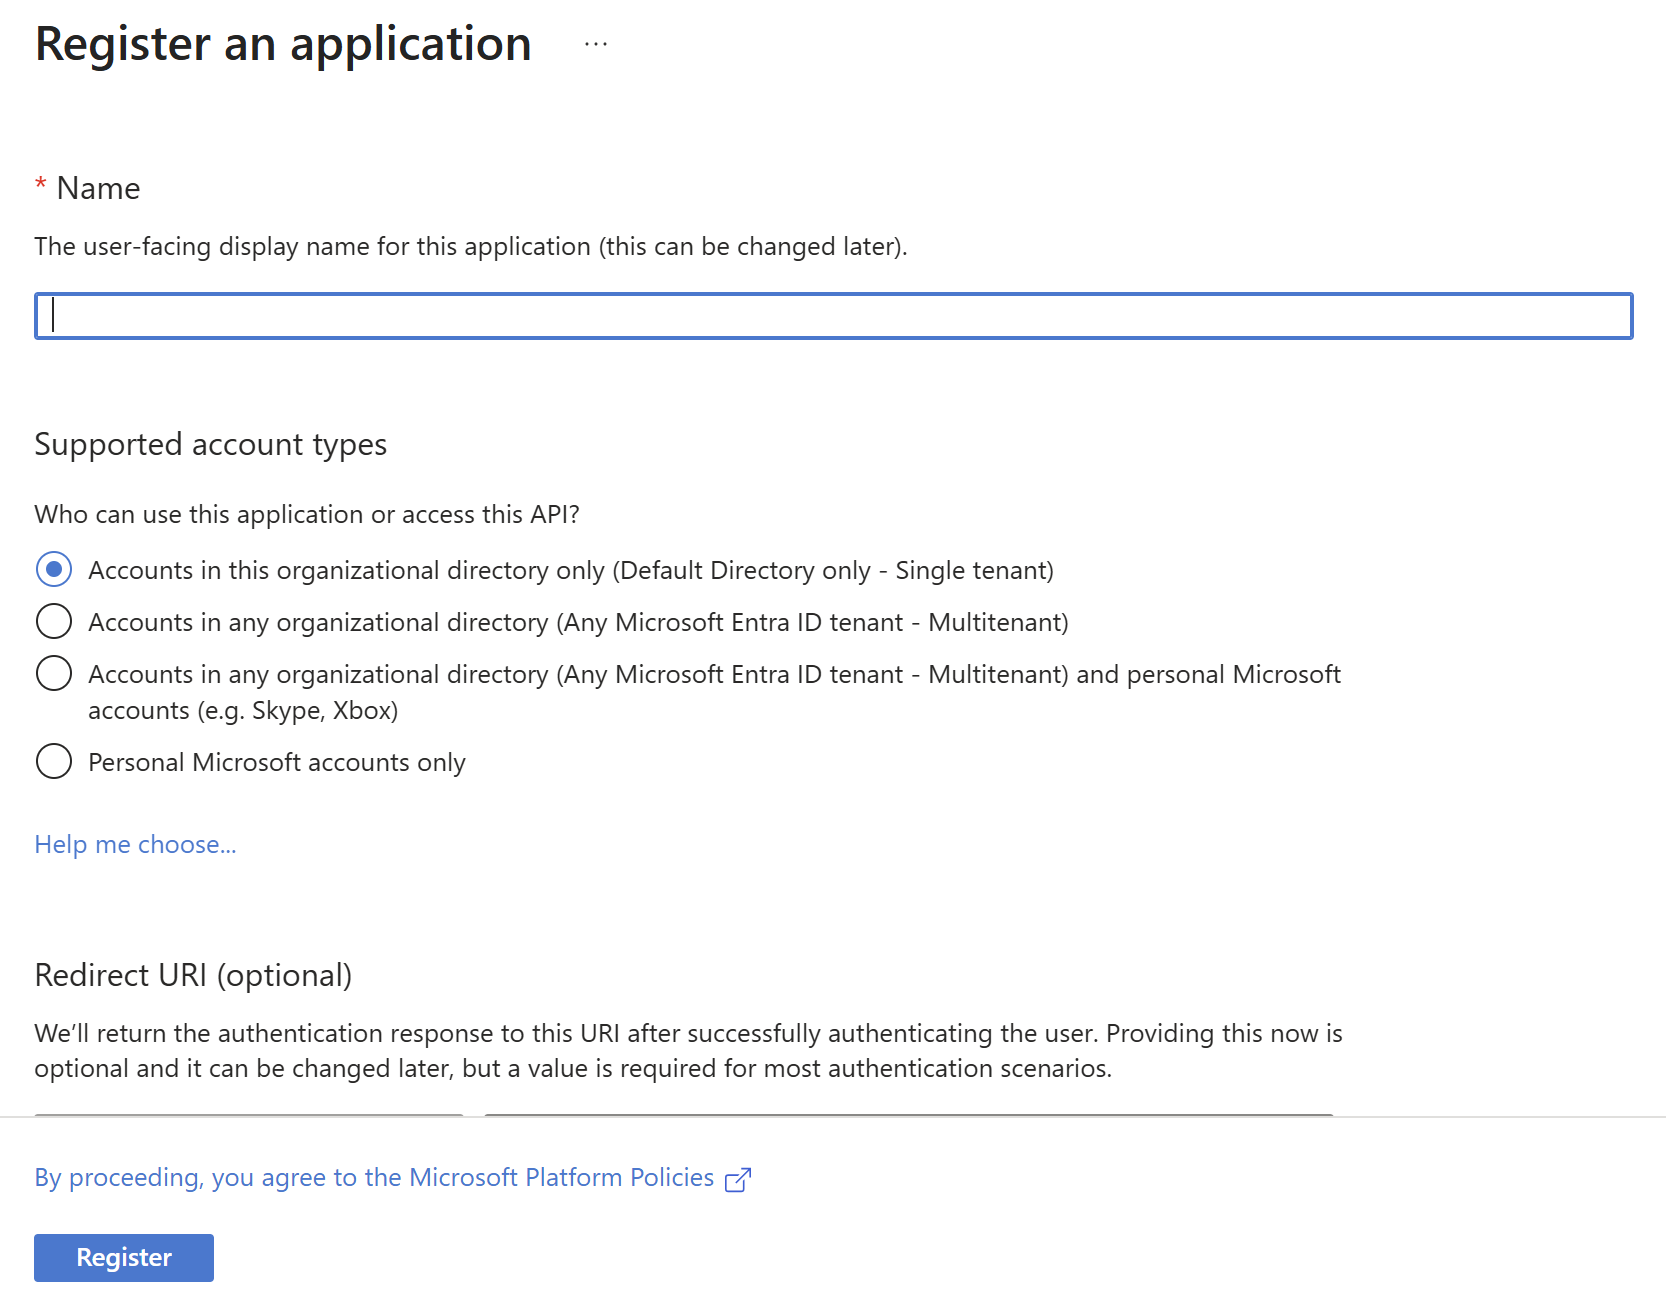 Register an application ···
* Name
The user-facing display name for this application (this can be changed later).
Supported account types
Who can use this application or access this API?
Accounts in this organizational directory only (Default Directory only - Single tenant)
Accounts in any organizational directory (Any Microsoft Entra ID tenant - Multitenant)
Accounts in any organizational directory (Any Microsoft Entra ID tenant - Multitenant) and personal Microsoft
accounts (e.g. Skype, Xbox)
Personal Microsoft accounts only
Help me choose...
Redirect URI (optional)
We’ll return the authentication response to this URI after successfully authenticating the user. Providing this now is
optional and it can be changed later, but a value is required for most authentication scenarios.
By proceeding, you agree to the Microsoft Platform Policies
Register